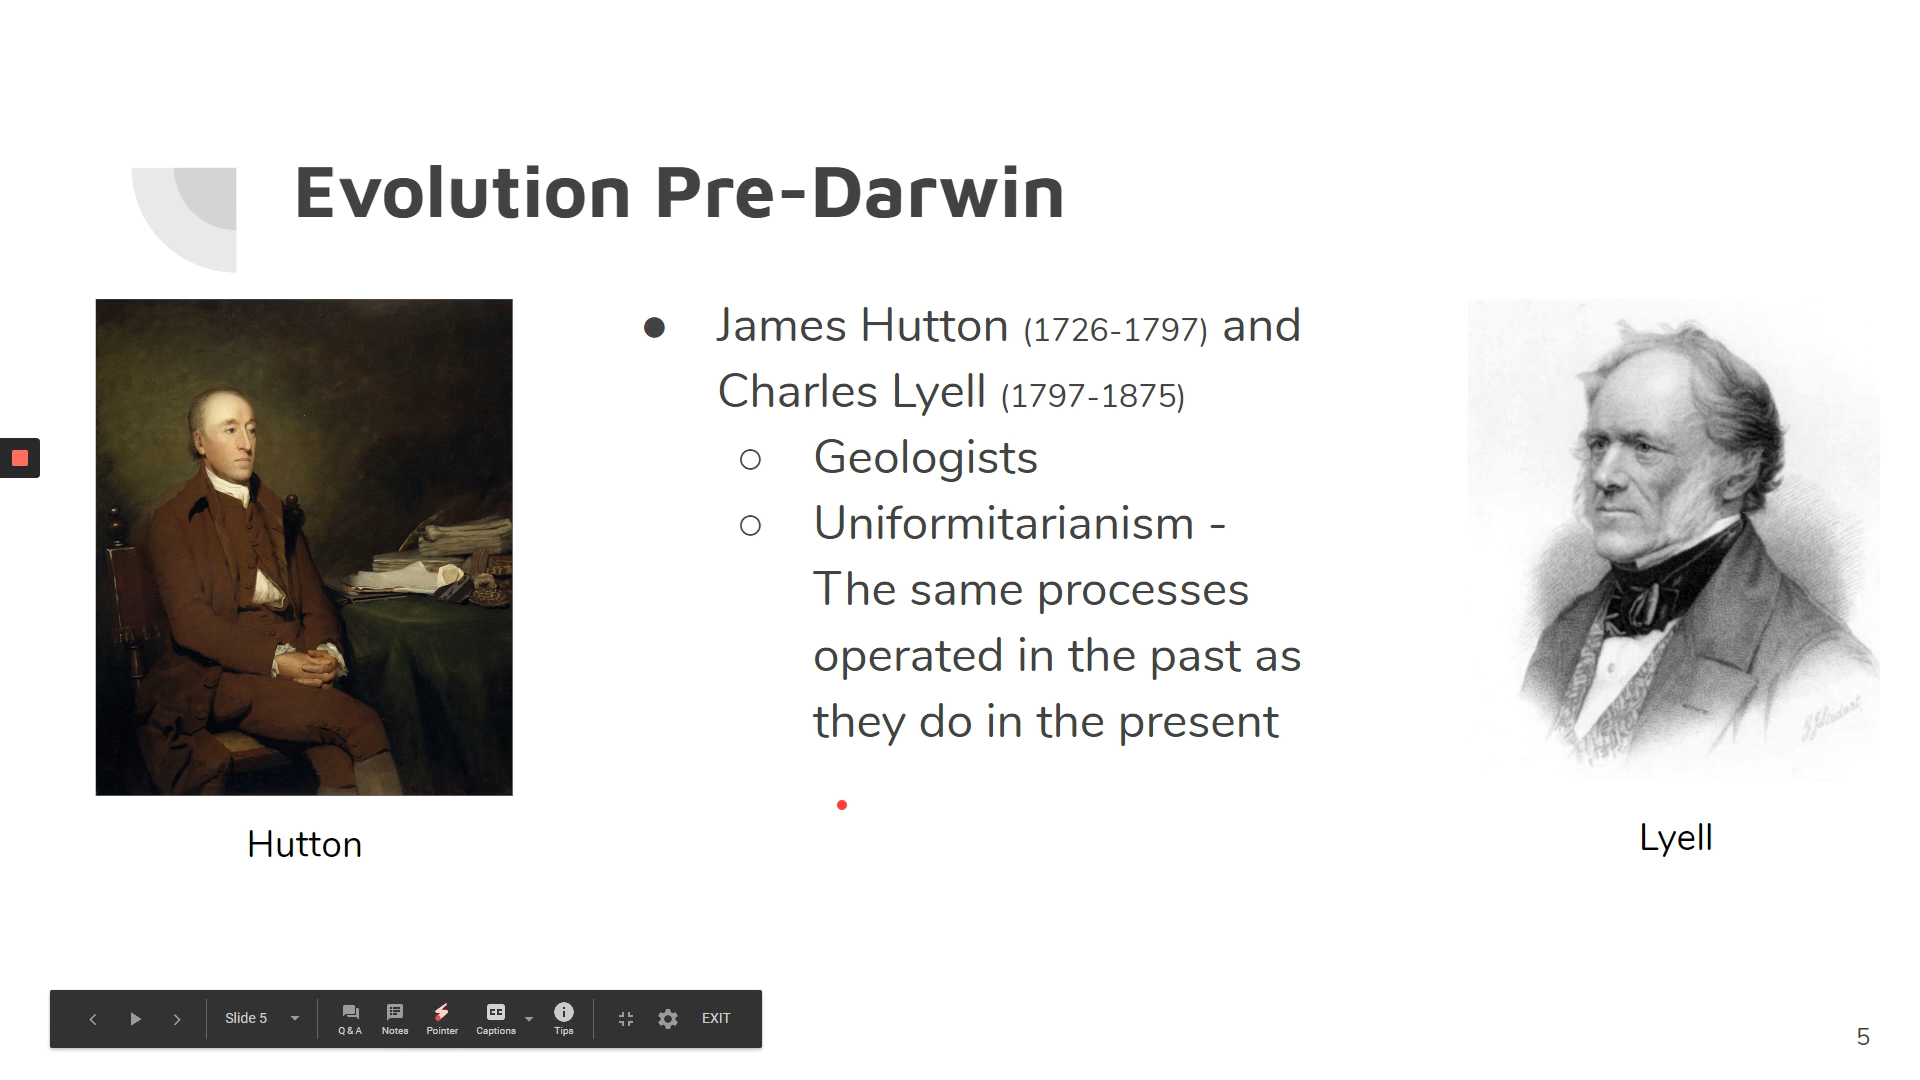 Evolution Pre-Darwin
● James Hutton (1726-1797) and
Charles Lyell (1797-1875)
○ Geologists
○ Uniformitarianism -
The same processes
operated in the past as
they do in the present
Hutton
Lyell
Slide 5
Q & A
Notes
Pointer
CC
Captions
Tips
EXIT
5